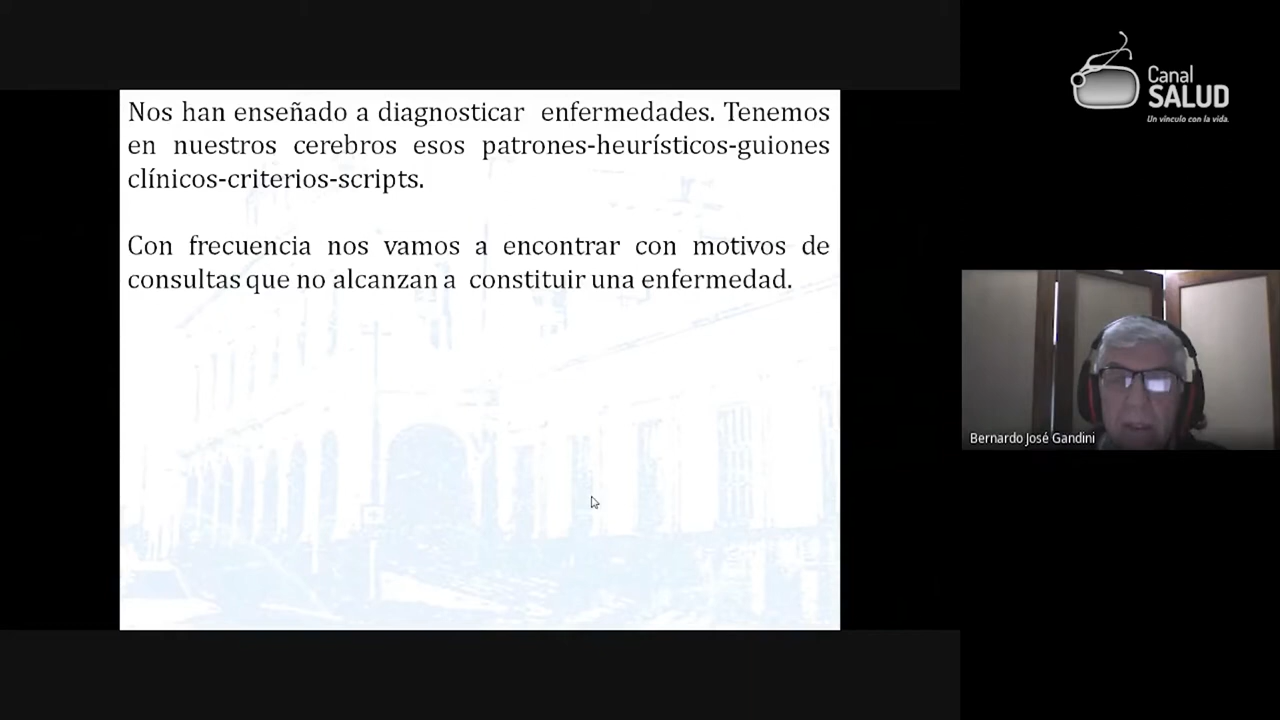 Nos han enseñado a diagnosticar enfermedades. Tenemos
en nuestros cerebros esos patrones-heurísticos-guiones
clínicos-criterios-scripts.
Con frecuencia nos vamos a encontrar con motivos de
consultas que no alcanzan a constituir una enfermedad.
Canal
SALUD
Un vínculo con la vida.
Bernardo José Gandini